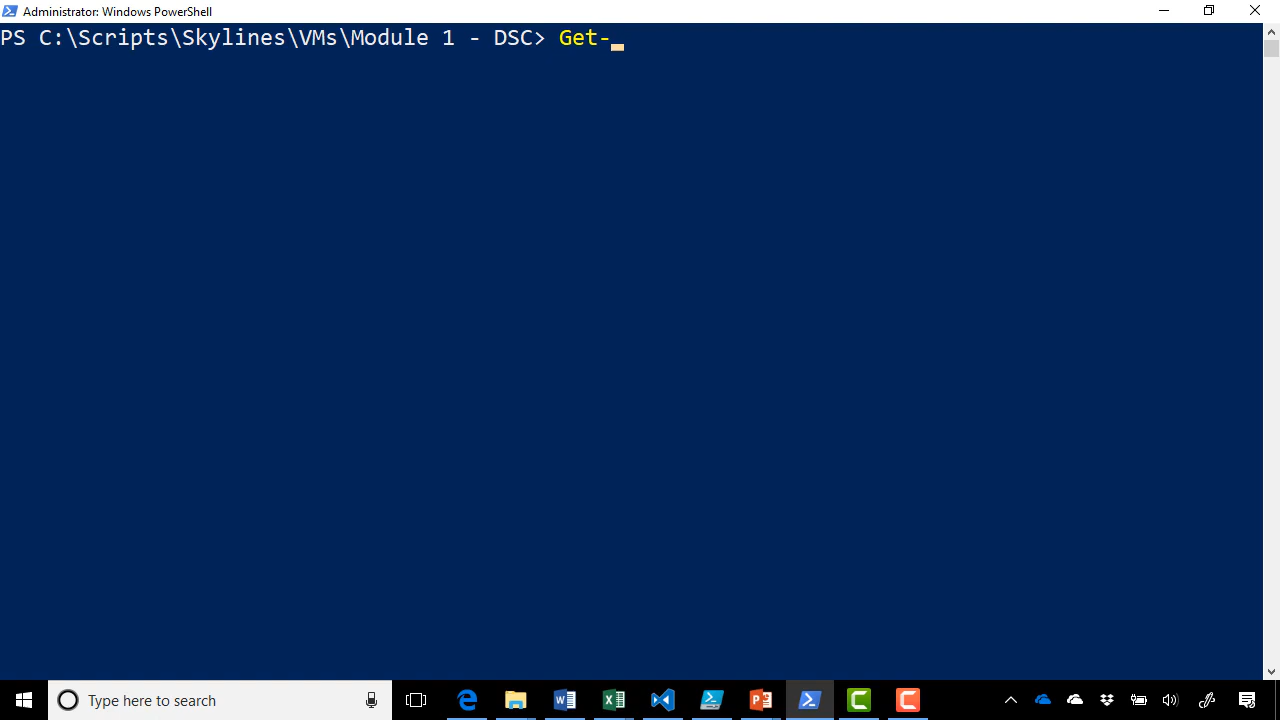 Administrator: Windows PowerShell
PS C:\Scripts\Skylines\VMs\Module 1 - DSC> Get-_
Type here to search